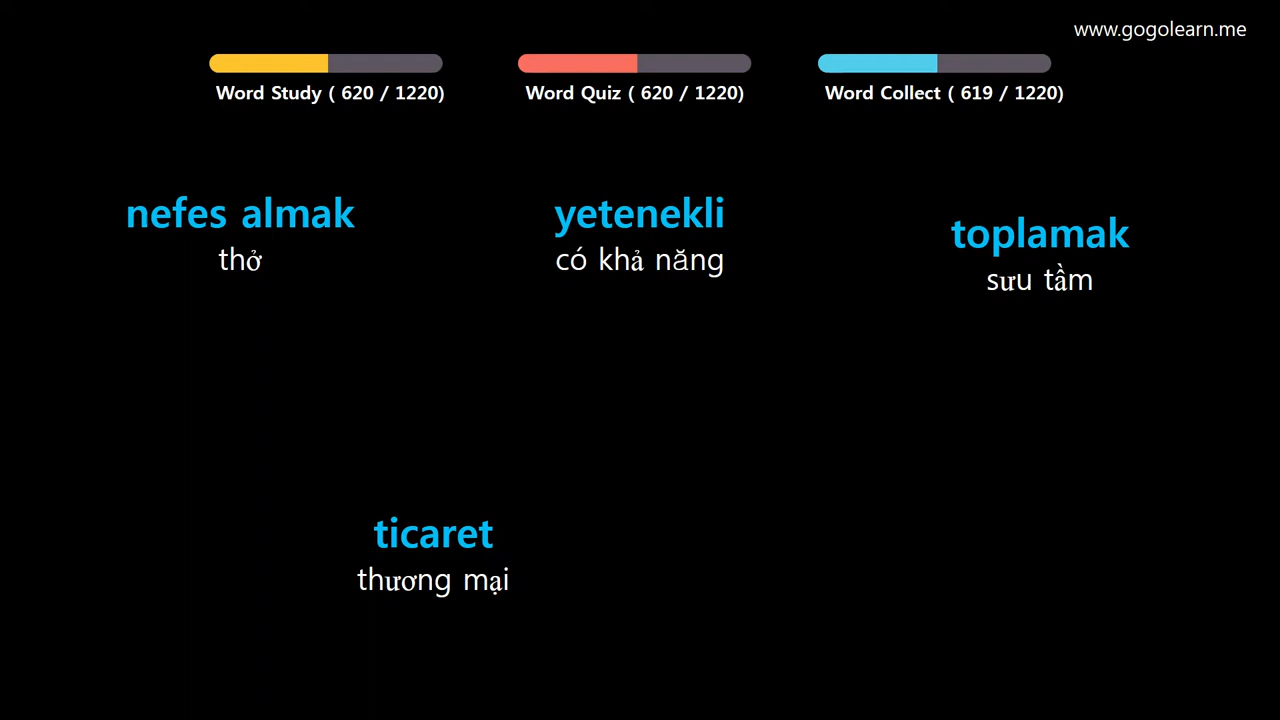 www.gogolearn.me
Word Study ( 620 / 1220)
Word Quiz ( 620 / 1220)
Word Collect ( 619 / 1220)
nefes almak
thở
yetenekli
có khả năng
toplamak
sưu tầm
ticaret
thương mại